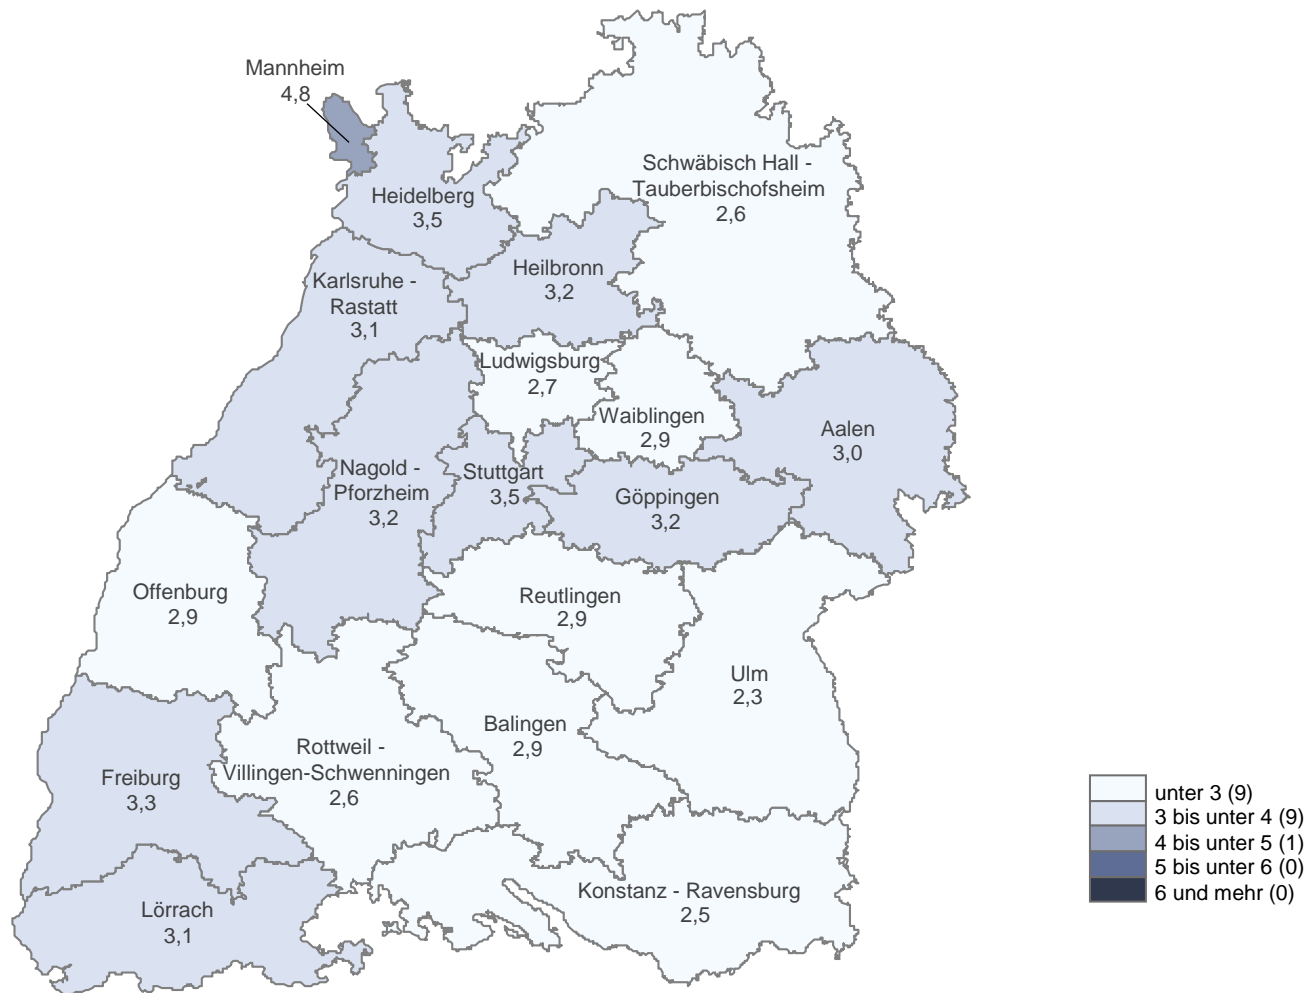 Mannheim
4,8
Schwäbisch Hall -
Tauberbischofsheim
2,6
Heidelberg
3,5
Heilbronn
3,2
Karlsruhe -
Rastatt
3,1
Ludwigsburg
2,7
Waiblingen
2,9
Aalen
3,0
Nagold -
Pforzheim
3,2
Stuttgart
3,5
Göppingen
3,2
Offenburg
2,9
Reutlingen
2,9
Ulm
2,3
Balingen
2,9
Rottweil -
Villingen-Schwenningen
2,6
Freiburg
3,3
Konstanz - Ravensburg
2,5
Lörrach
3,1
unter 3 (9)
3 bis unter 4 (9)
4 bis unter 5 (1)
5 bis unter 6 (0)
6 und mehr (0)